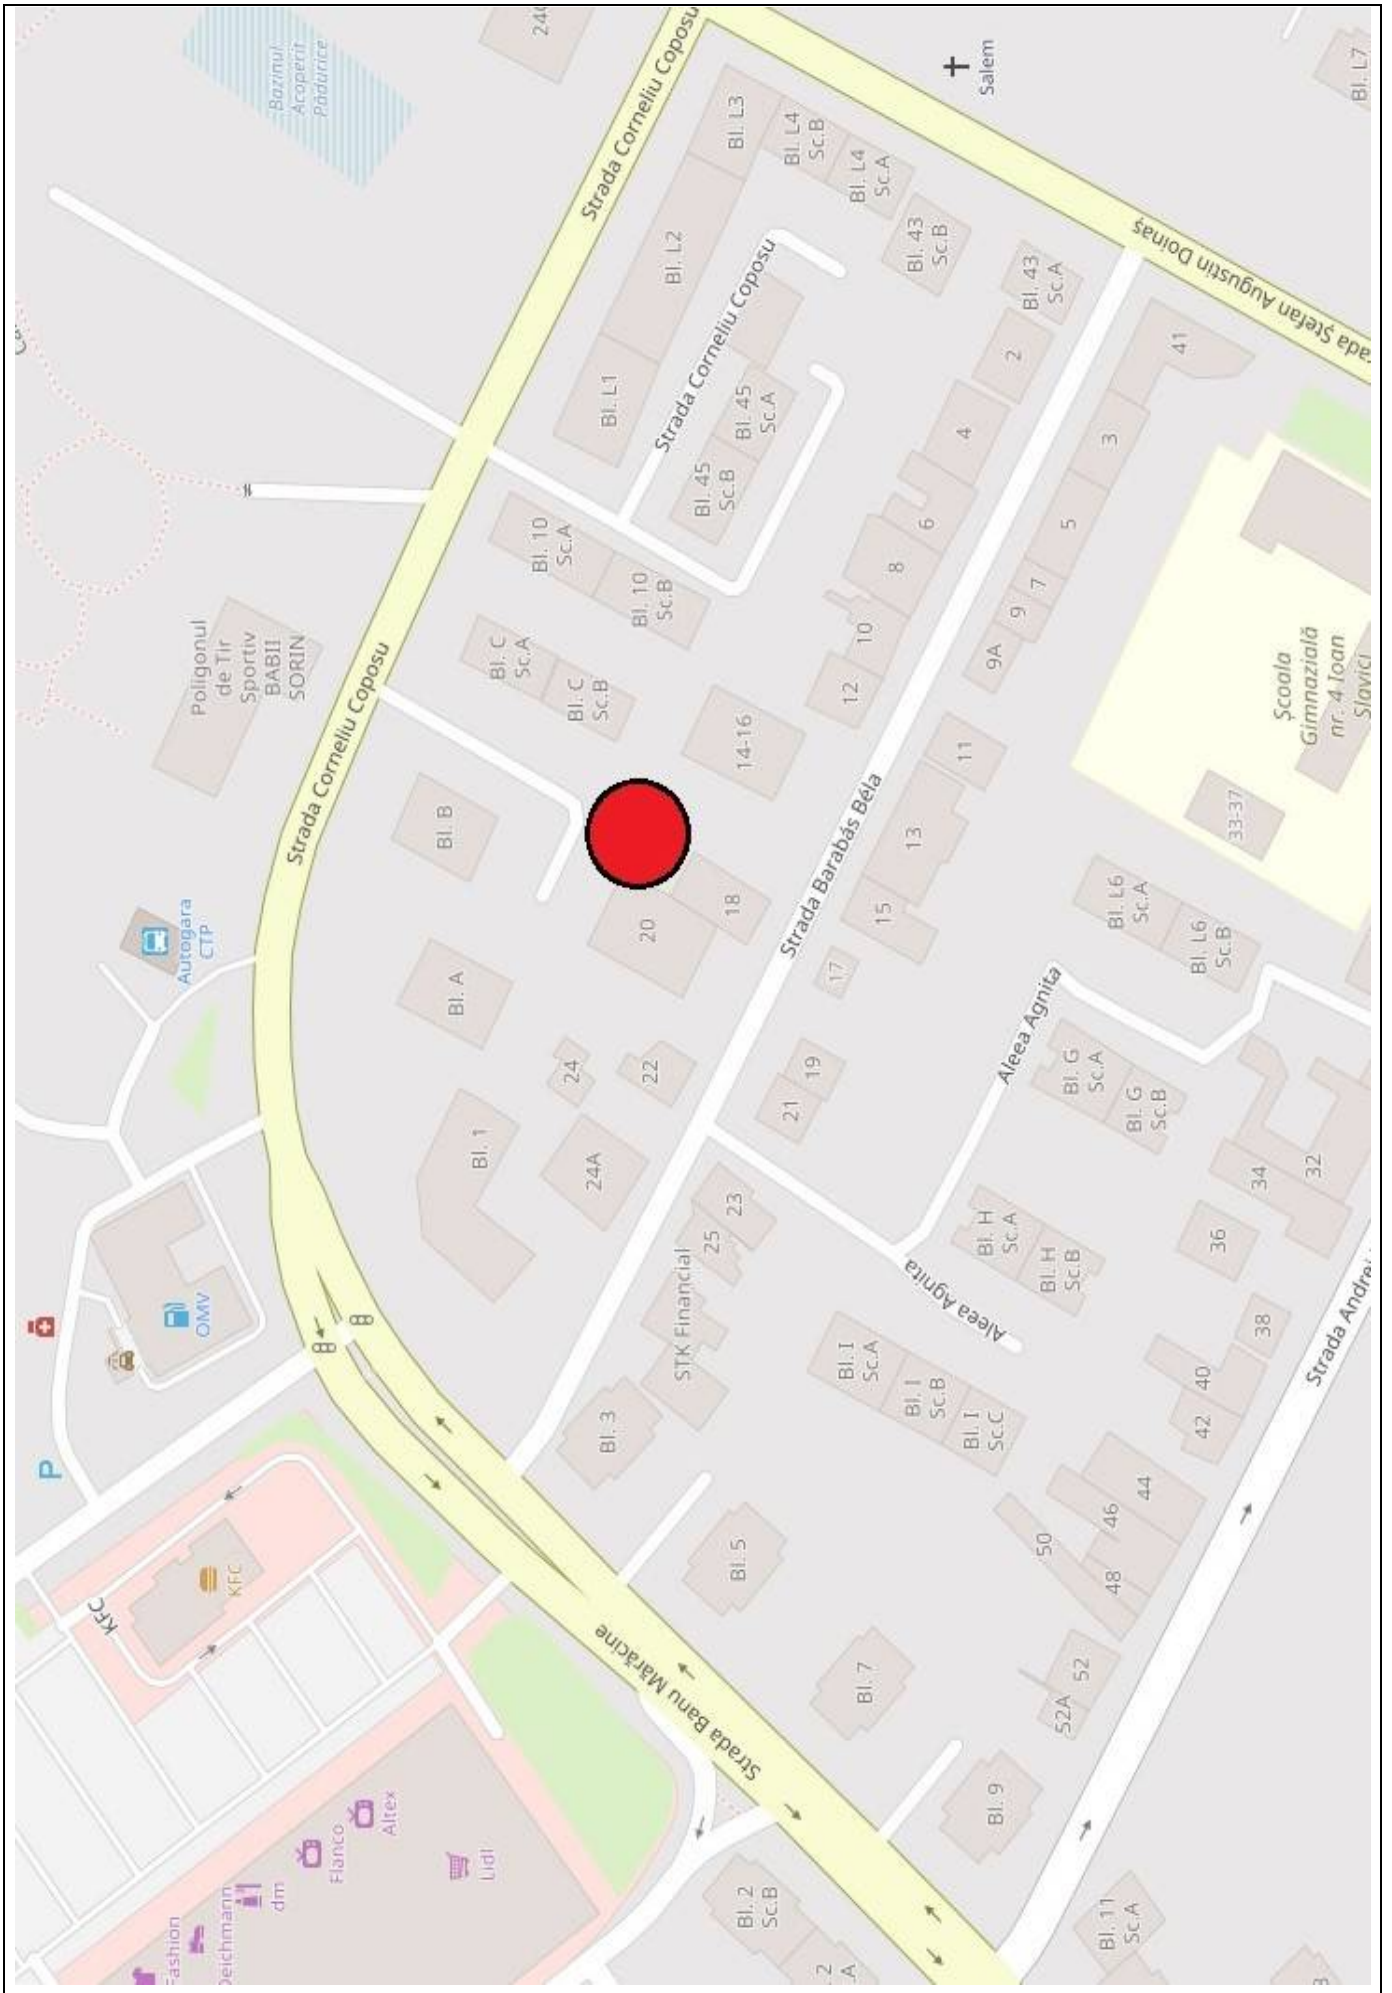 24C
Bazinul
Acoperit
Pădurice
Strada Corneliu Coposu
Salem
Bl. L7
Bl. L3
Bl. L4
Sc.B
Bl. L4
Sc.A
Strada Corneliu Coposu
Bl. 43
Sc.B
Bl. L2
Bl. 43
Sc.A
Ștefan Augustin Doinaș
Strada Corneliu Coposu
2
41
Bl. L1
Bl. 45
Sc.A
4
3
Bl. 45
Sc.B
6
5
Bl. 10
Sc.A
8
Bl. 10
Sc.B
7
9
10
9A
Poligonul
de Tir
Sportiv
BABII
SORIN
Bl. C
Sc.A
Bl. C
Sc.B
12
Școala
Gimnazială
nr. 4 Ioan
Slavici
14-16
11
Strada Corneliu Coposu
Bl. B
33-37
13
Strada Barabás Béla
18
15
20
Bl. L6
Sc.A
Bl. L6
Sc.B
Autogara
CTP
17
Bl. A
Aleea Agnita
24
22
19
21
Bl. G
Sc.A
Bl. G
Sc.B
Bl. 1
24A
34
32
23
25
Bl. H
Sc.A
Bl. H
Sc.B
36
Aleea Agnita
STK Financial
OMV
38
Strada Andrei
Bl. I
Sc.A
Bl. I
Sc.B
Bl. I
Sc.C
40
42
Bl. 3
P
44
46
50
48
Bl. 5
KFC
KFC
Strada Banu Mărăcine
Bl. 7
52
52A
Bl. 9
Altex
Flanco
Lidl
dm
Deichmann
Fashion
Bl. 2
Sc.B
Bl. 11
Sc.A
2
A